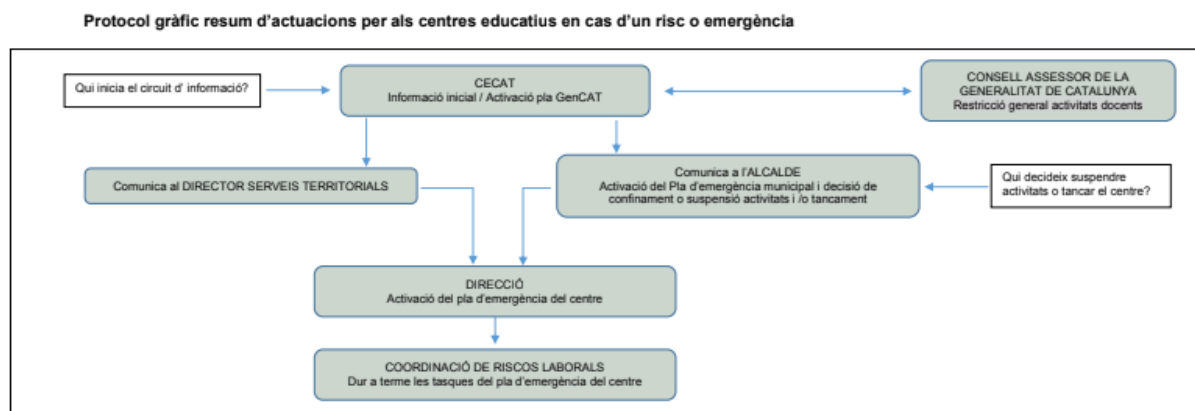 Protocol gràfic resum d'actuacions per als centres educatius en cas d'un risc o emergència
Qui inicia el circuit d' informació?
CECAT
Informació inicial / Activació pla GenCAT
CONSELL ASSESSOR DE LA
GENERALITAT DE CATALUNYA
Restricció general activitats docents
Comunica al DIRECTOR SERVEIS TERRITORIALS
Comunica a l'ALCALDE
Activació del Pla d'emergència municipal i decisió de
confinament o suspensió activitats i /o tancament
Qui decideix suspendre
activitats o tancar el centre?
DIRECCIÓ
Activació del pla d'emergència del centre
COORDINACIÓ DE RISCOS LABORALS
Dur a terme les tasques del pla d'emergència del centre